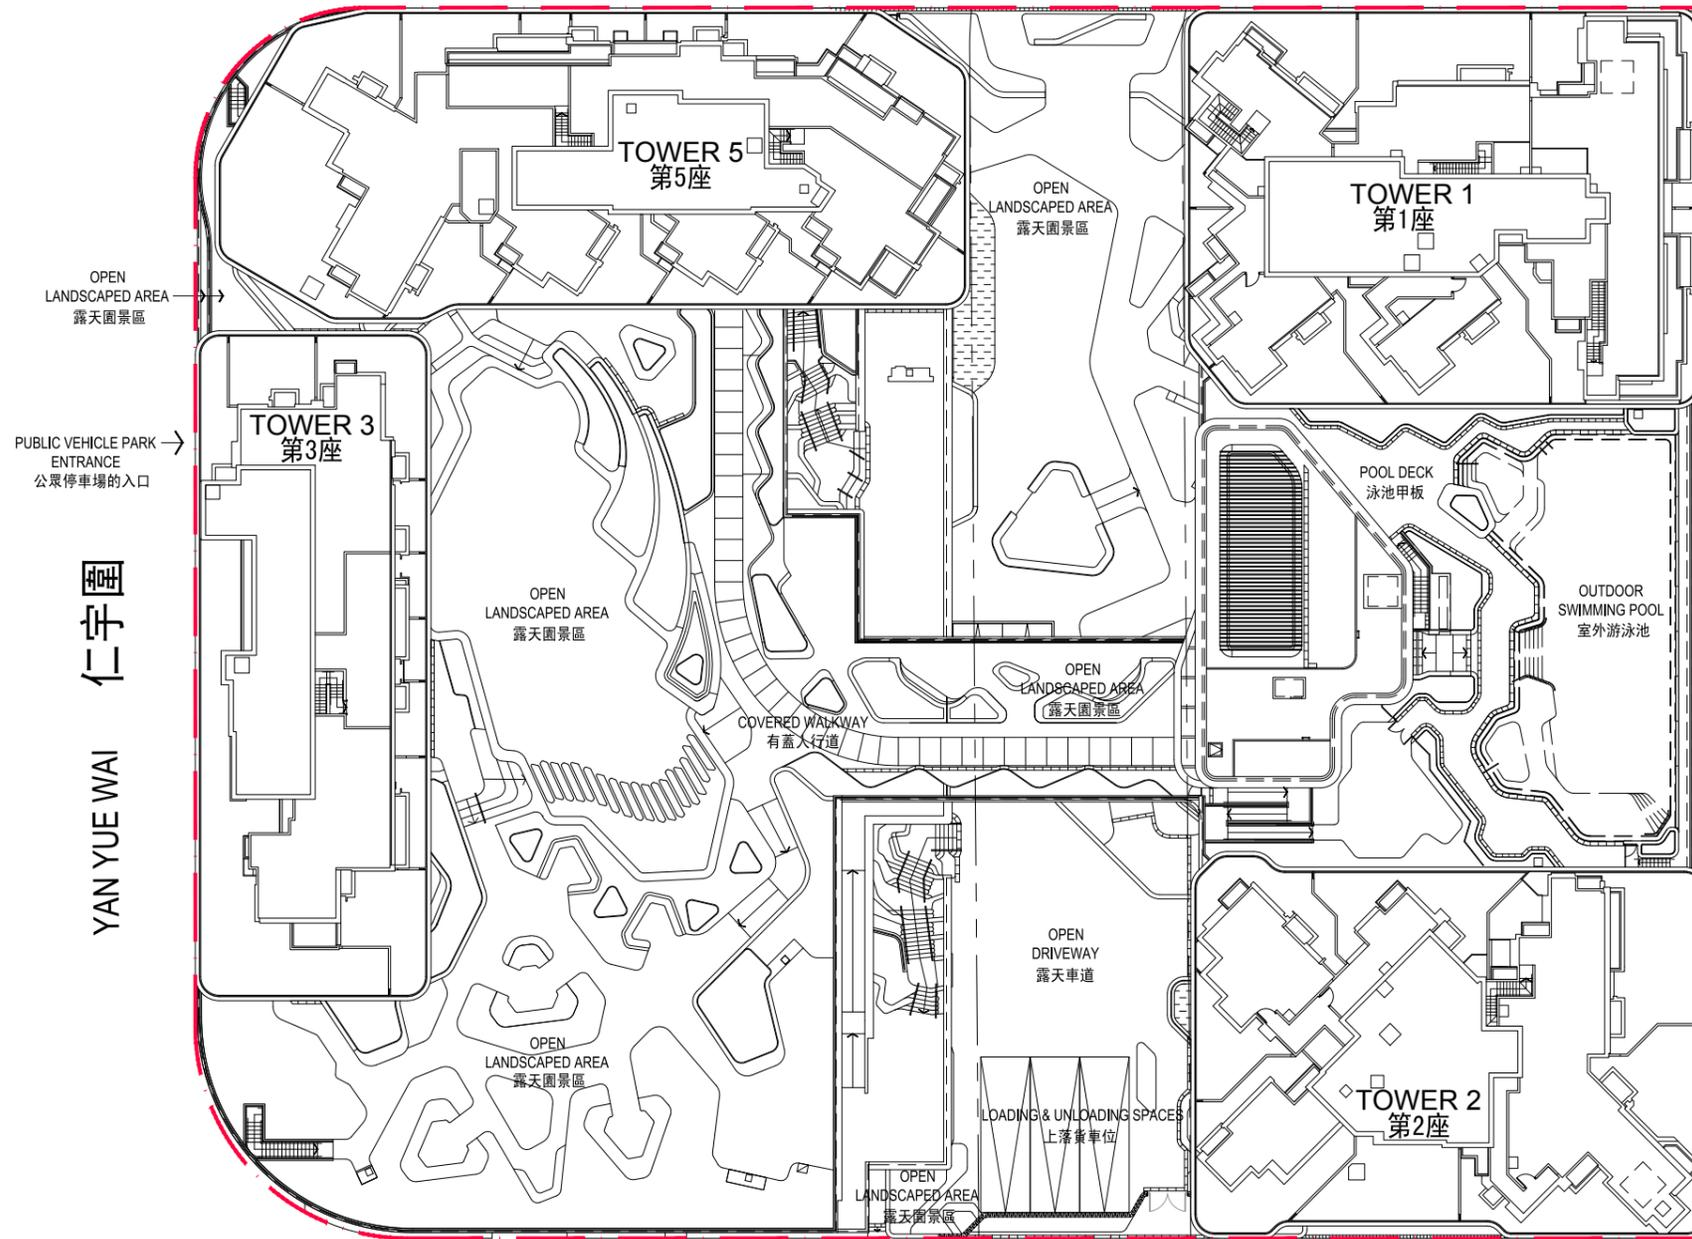 TOWER 5
第5座
TOWER 1
第1座
OPEN
LANDSCAPED AREA
露天園景區
OPEN
LANDSCAPED AREA
露天園景區
TOWER 3
第3座
PUBLIC VEHICLE PARK
ENTRANCE
公眾停車場的入口
POOL DECK
泳池甲板
OPEN
LANDSCAPED AREA
露天園景區
OUTDOOR
SWIMMING POOL
室外游泳池
YAN YUE WAI 仁宇圍
OPEN
LANDSCAPED AREA
露天園景區
COVERED WALKWAY
有蓋人行道
OPEN
DRIVEWAY
露天車道
OPEN
LANDSCAPED AREA
露天園景區
TOWER 2
第2座
LOADING & UNLOADING SPACES
上落貨車位
OPEN
LANDSCAPED AREA
露天園景區